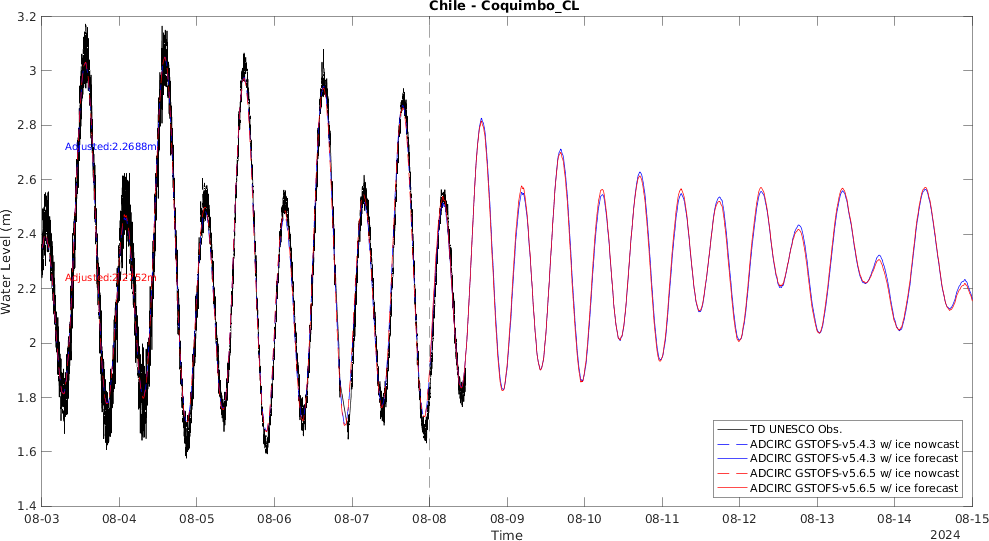 Chile - Coquimbo_CL
3.2
3
2.8
2.6
2.4
2.2
2
1.8
1.6
1.4
Water Level (m)
Adjusted:2.2688m
Adjusted:2.2752m
TD UNESCO Obs.
ADCIRC GSTOFS-v5.4.3 w/ ice nowcast
ADCIRC GSTOFS-v5.4.3 w/ ice forecast
ADCIRC GSTOFS-v5.6.5 w/ ice nowcast
ADCIRC GSTOFS-v5.6.5 w/ ice forecast
08-03 08-04 08-05 08-06 08-07 08-08 08-09 08-10 08-11 08-12 08-13 08-14 08-15
Time
2024